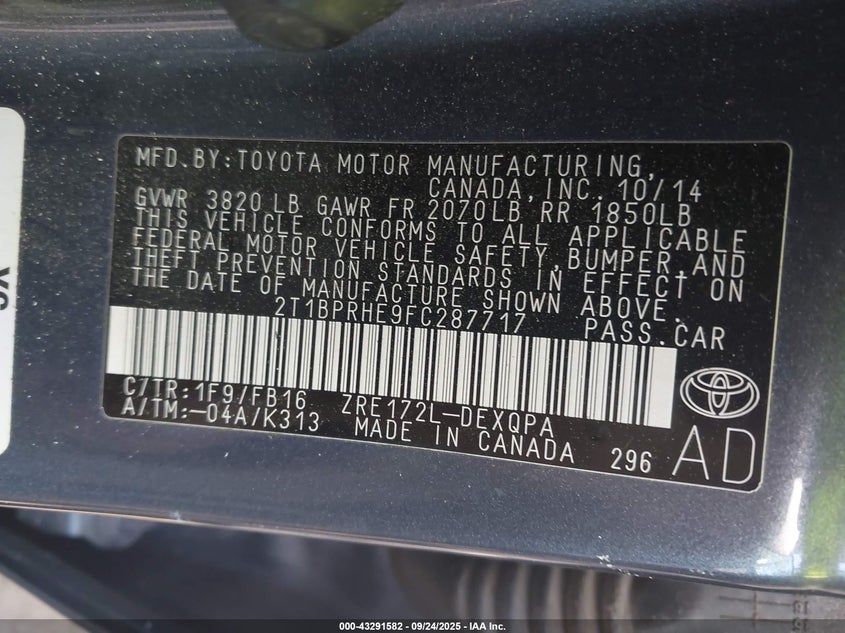 MFD.BY:TOYOTA MOTOR MANUFACTURING,
CANADA,INC. 10/14
GVWR 3820 LB GAWR FR 2070LB RR 1850LB
THIS VEHICLE CONFORMS TO ALL APPLICABLE
FEDERAL MOTOR VEHICLE SAFETY,BUMPER,AND
THEFT PREVENTION STANDARDS IN EFFECT ON
THE DATE OF MANUFACTURE SHOWN ABOVE.
2T1BPRHE9FC287717 PASS.CAR
C/TR:1F9/FB16 ZRE172L-DEXQPA
A/TM:-04A/K313 MADE IN CANADA 296 AD
000-43291582 - 09/24/2025 - IAA Inc.